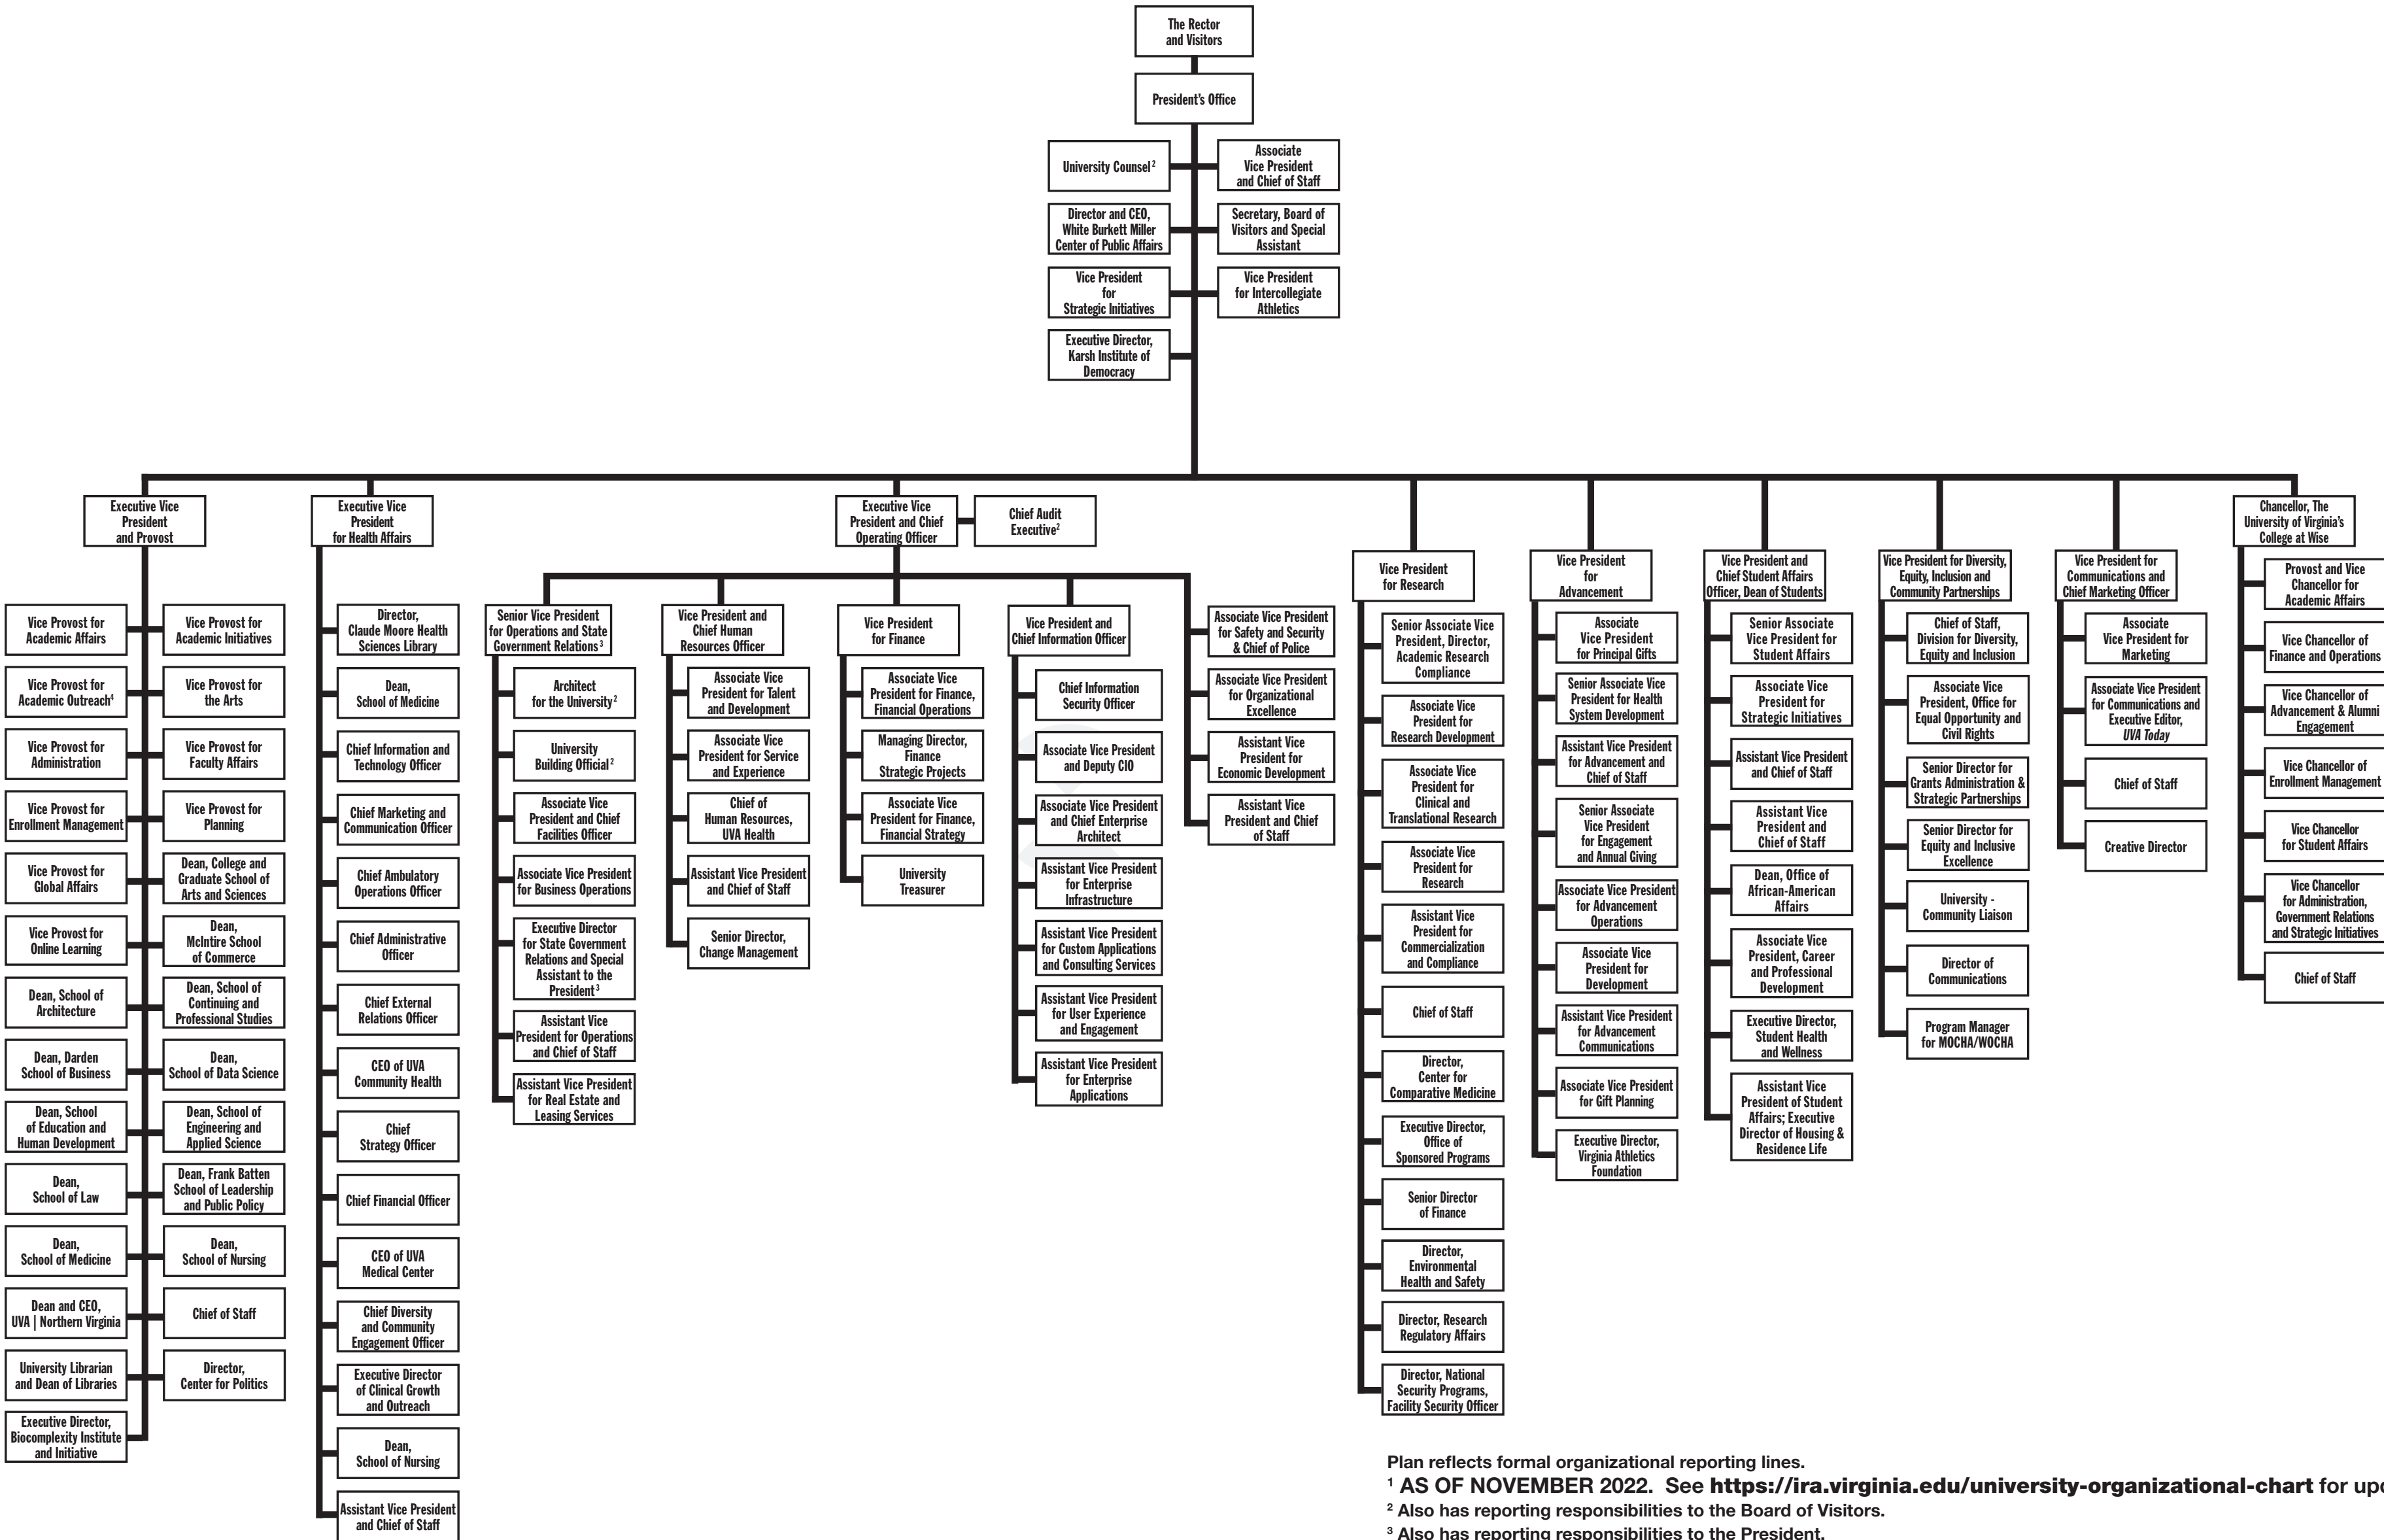 The Rector
and Visitors
President's Office
University Counsel²
Associate
Vice President
and Chief of Staff
Director and CEO,
White Burkett Miller
Center of Public Affairs
Secretary, Board of
Visitors and Special
Assistant
Vice President
for
Strategic Initiatives
Vice President
for Intercollegiate
Athletics
Executive Director,
Karsh Institute of
Democracy
Executive Vice
President
and Provost
Vice Provost for
Academic Affairs
Vice Provost for
Academic Initiatives
Vice Provost for
Academic Outreach⁴
Vice Provost for
the Arts
Vice Provost for
Administration
Vice Provost for
Faculty Affairs
Vice Provost for
Enrollment Management
Vice Provost for
Planning
Vice Provost for
Global Affairs
Dean, College and
Graduate School of
Arts and Sciences
Vice Provost for
Online Learning
Dean,
McIntire School
of Commerce
Dean, School of
Architecture
Dean, School of
Continuing and
Professional Studies
Dean, Darden
School of Business
Dean,
School of Data Science
Dean, School
of Education and
Human Development
Dean, School of
Engineering and
Applied Science
Dean,
School of Law
Dean, Frank Batten
School of Leadership
and Public Policy
Dean,
School of Medicine
Dean,
School of Nursing
Dean and CEO,
UVA | Northern Virginia
Chief of Staff
University Librarian
and Dean of Libraries
Director,
Center for Politics
Executive Director,
Biocomplexity Institute
and Initiative
Executive Vice
President
for Health Affairs
Director,
Claude Moore Health
Sciences Library
Dean,
School of Medicine
Chief Information and
Technology Officer
Chief Marketing and
Communication Officer
Chief Ambulatory
Operations Officer
Chief Administrative
Officer
Chief External
Relations Officer
CEO of UVA
Community Health
Chief
Strategy Officer
Chief Financial Officer
CEO of UVA
Medical Center
Chief Diversity
and Community
Engagement Officer
Executive Director
of Clinical Growth
and Outreach
Dean,
School of Nursing
Assistant Vice President
and Chief of Staff
Executive Vice
President and Chief
Operating Officer
Chief Audit
Executive²
Senior Vice President
for Operations and State
Government Relations³
Architect
for the University²
University
Building Official²
Associate Vice
President and Chief
Facilities Officer
Associate Vice President
for Business Operations
Executive Director
for State Government
Relations and Special
Assistant to the
President³
Assistant Vice
President for Operations
and Chief of Staff
Assistant Vice President
for Real Estate and
Leasing Services
Vice President and
Chief Human
Resources Officer
Associate Vice
President for Talent
and Development
Associate Vice
President for Service
and Experience
Chief of
Human Resources,
UVA Health
Assistant Vice President
and Chief of Staff
Senior Director,
Change Management
Vice President
for Finance
Associate Vice
President for Finance,
Financial Operations
Managing Director,
Finance
Strategic Projects
Associate Vice
President for Finance,
Financial Strategy
University
Treasurer
Vice President and
Chief Information Officer
Chief Information
Security Officer
Associate Vice President
and Deputy CIO
Associate Vice President
and Chief Enterprise
Architect
Assistant Vice President
for Enterprise
Infrastructure
Assistant Vice President
for Custom Applications
and Consulting Services
Assistant Vice President
for User Experience
and Engagement
Assistant Vice President
for Enterprise
Applications
Associate Vice President
for Safety and Security
& Chief of Police
Associate Vice President
for Organizational
Excellence
Assistant Vice
President for
Economic Development
Assistant Vice
President and Chief
of Staff
Vice President
for Research
Senior Associate Vice
President, Director,
Academic Research
Compliance
Associate Vice
President for
Research Development
Associate Vice
President for
Clinical and
Translational Research
Associate Vice
President for
Research
Assistant Vice
President for
Commercialization
and Compliance
Chief of Staff
Director,
Center for
Comparative Medicine
Executive Director,
Office of
Sponsored Programs
Senior Director
of Finance
Director,
Environmental
Health and Safety
Director, Research
Regulatory Affairs
Director, National
Security Programs,
Facility Security Officer
Vice President
for
Advancement
Associate
Vice President
for Principal Gifts
Senior Associate Vice
President for Health
System Development
Assistant Vice President
for Advancement and
Chief of Staff
Senior Associate
Vice President
for Engagement
and Annual Giving
Associate Vice President
for Advancement
Operations
Associate Vice
President for
Development
Assistant Vice President
for Advancement
Communications
Associate Vice President
for Gift Planning
Executive Director,
Virginia Athletics
Foundation
Vice President and
Chief Student Affairs
Officer, Dean of Students
Senior Associate
Vice President for
Student Affairs
Associate Vice
President for
Strategic Initiatives
Assistant Vice President
and Chief of Staff
Assistant Vice
President and
Chief of Staff
Dean, Office of
African-American
Affairs
Associate Vice
President, Career
and Professional
Development
Executive Director,
Student Health
and Wellness
Assistant Vice
President of Student
Affairs; Executive
Director of Housing &
Residence Life
Vice President for Diversity,
Equity, Inclusion and
Community Partnerships
Chief of Staff,
Division for Diversity,
Equity and Inclusion
Associate Vice
President, Office for
Equal Opportunity and
Civil Rights
Senior Director for
Grants Administration &
Strategic Partnerships
Senior Director for
Equity and Inclusive
Excellence
University -
Community Liaison
Director of
Communications
Program Manager
for MOCHA/WOCHA
Vice President for
Communications and
Chief Marketing Officer
Associate
Vice President for
Marketing
Associate Vice President
for Communications and
Executive Editor,
UVA Today
Chief of Staff
Creative Director
Chancellor, The
University of Virginia's
College at Wise
Provost and Vice
Chancellor for
Academic Affairs
Vice Chancellor of
Finance and Operations
Vice Chancellor of
Advancement & Alumni
Engagement
Vice Chancellor of
Enrollment Management
Vice Chancellor
for Student Affairs
Vice Chancellor
for Administration,
Government Relations
and Strategic Initiatives
Chief of Staff
Plan reflects formal organizational reporting lines.
¹ AS OF NOVEMBER 2022. See https://ira.virginia.edu/university-organizational-chart for
² Also has reporting responsibilities to the Board of Visitors.
³ Also has reporting responsibilities to the President.